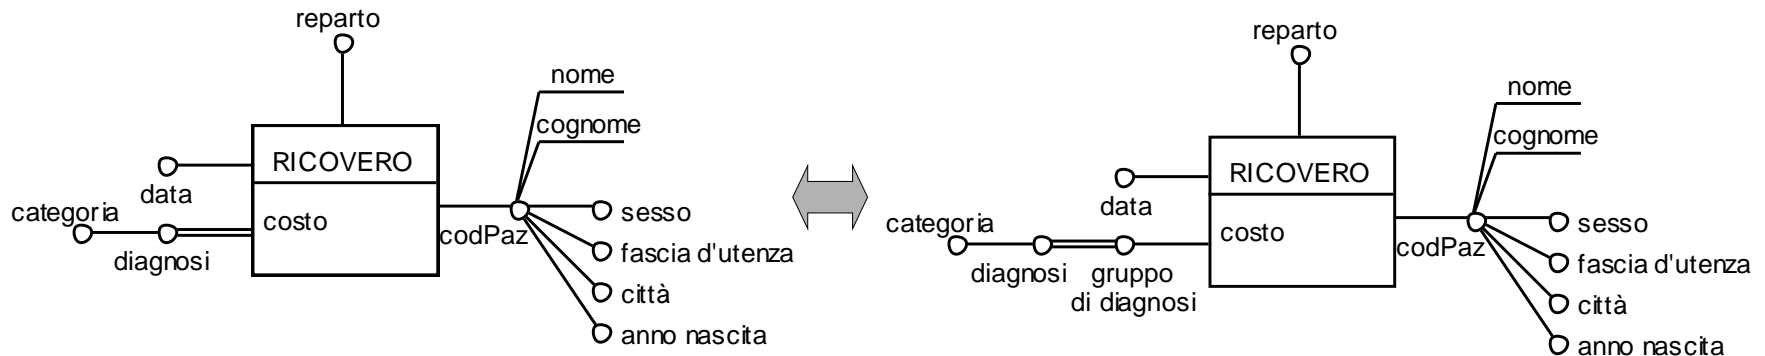 reparto
nome
cognome
RICOVERO
data
categoria
costo
diagnosi
codPaz
sesso
fascia d'utenza
città
anno nascita
reparto
nome
cognome
RICOVERO
data
categoria
costo
diagnosi
gruppo
di diagnosi
codPaz
sesso
fascia d'utenza
città
anno nascita